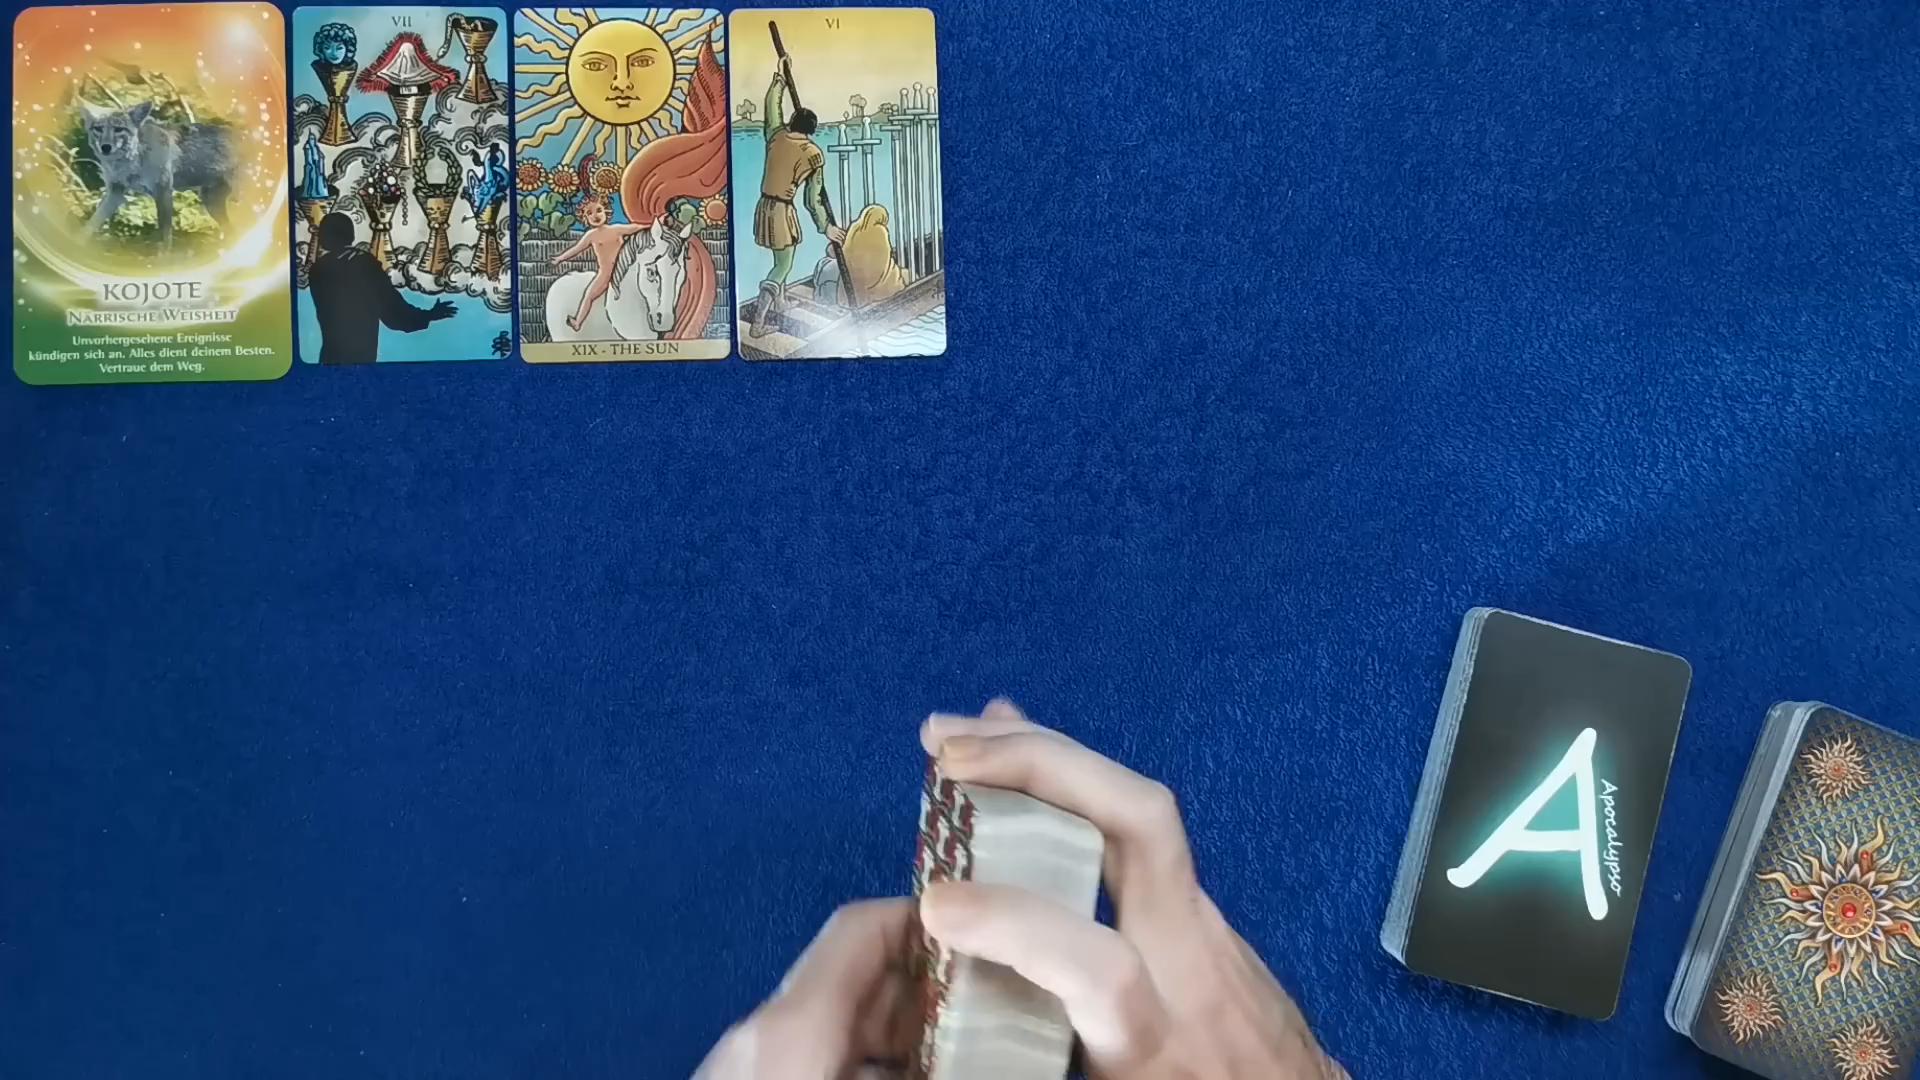 KOJOTE
NÄRRISCHE WEISHEIT
Unvorhergesehene Ereignisse
kündigen sich an. Alles dient deinem Besten.
Vertraue dem Weg.
VII
XIX - THE SUN
VI
A
Apocalypso